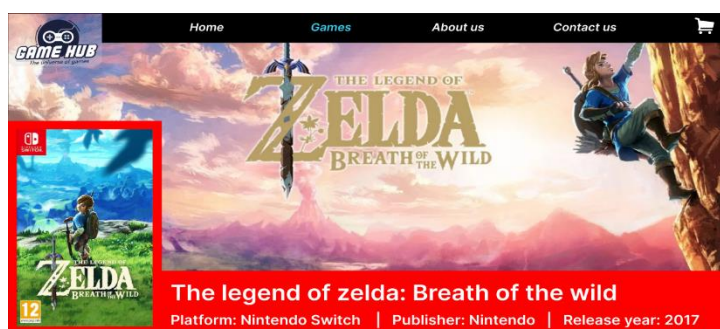 Home Games About us Contact us
GAME HUB
The universe of games
THE LEGEND OF
ZELDA
BREATH OF THE WILD
THE LEGEND OF
ZELDA
BREATH OF THE WILD
12
The legend of zelda: Breath of the wild
Platform: Nintendo Switch | Publisher: Nintendo | Release year: 2017